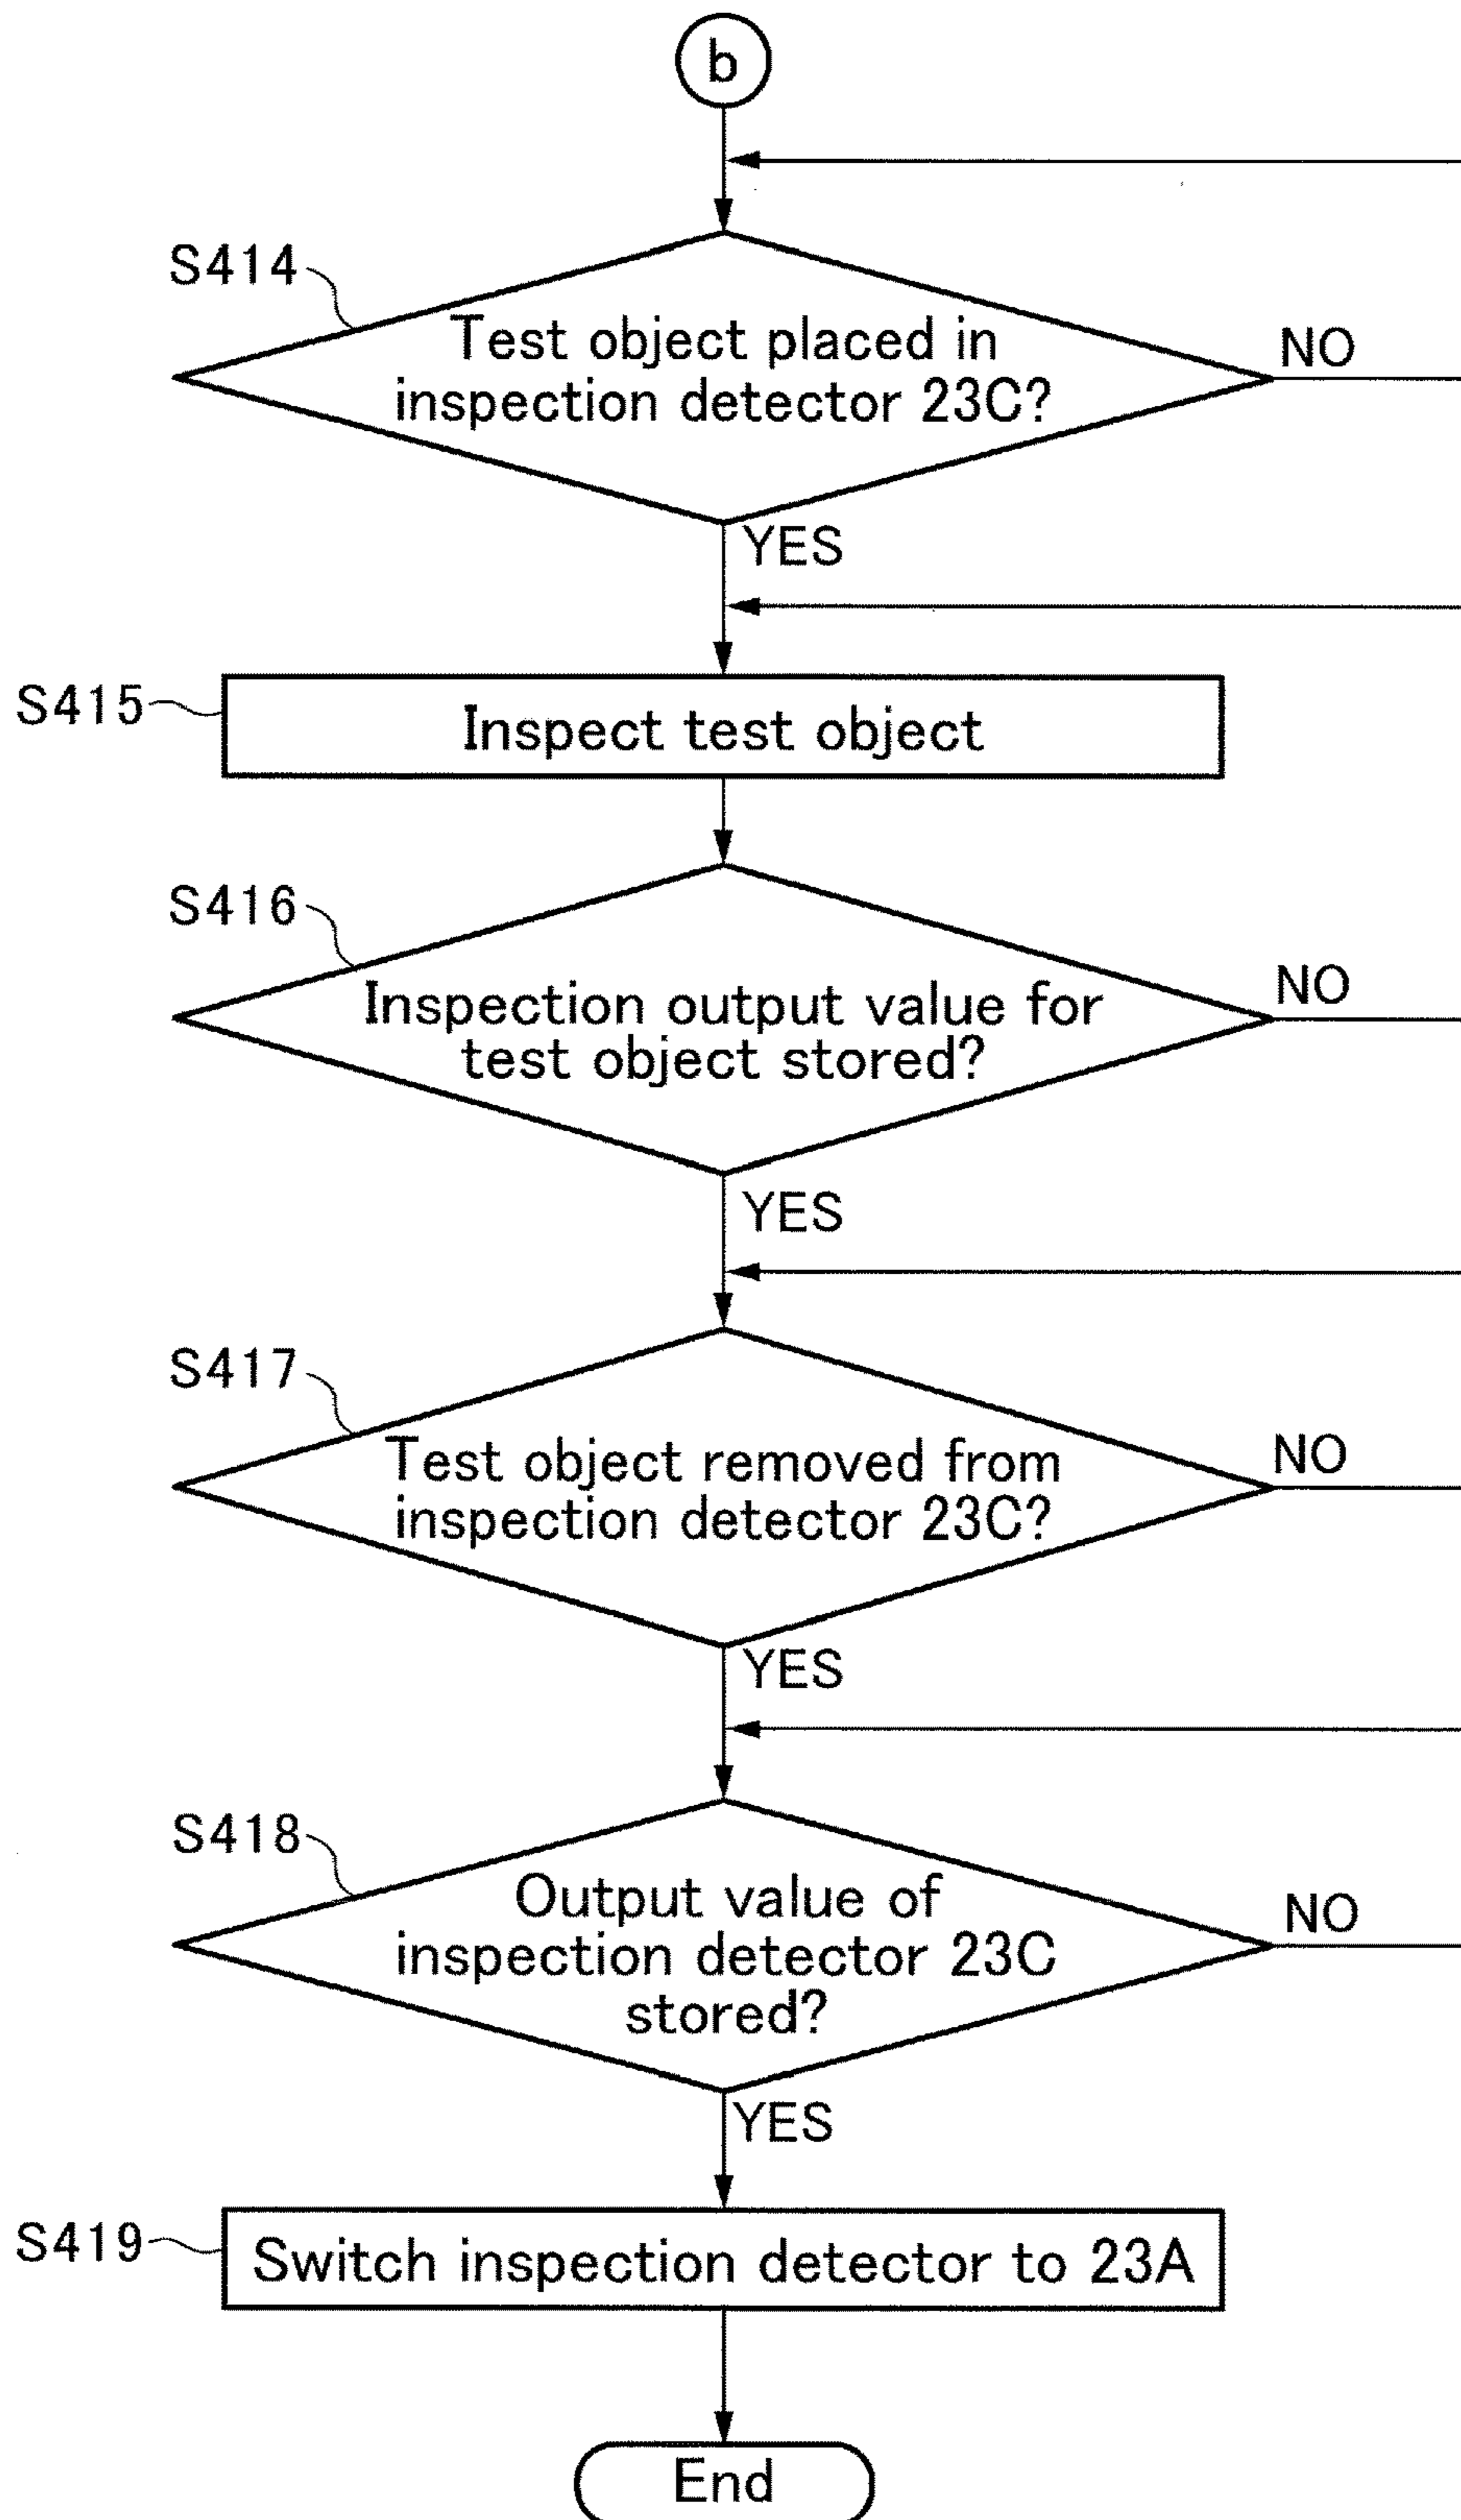 b
S414
Test object placed in
inspection detector 23C?
NO
YES
S415
Inspect test object
S416
Inspection output value for
test object stored?
NO
YES
S417
Test object removed from
inspection detector 23C?
NO
YES
S418
Output value of
inspection detector 23C
stored?
NO
YES
S419
Switch inspection detector to 23A
End